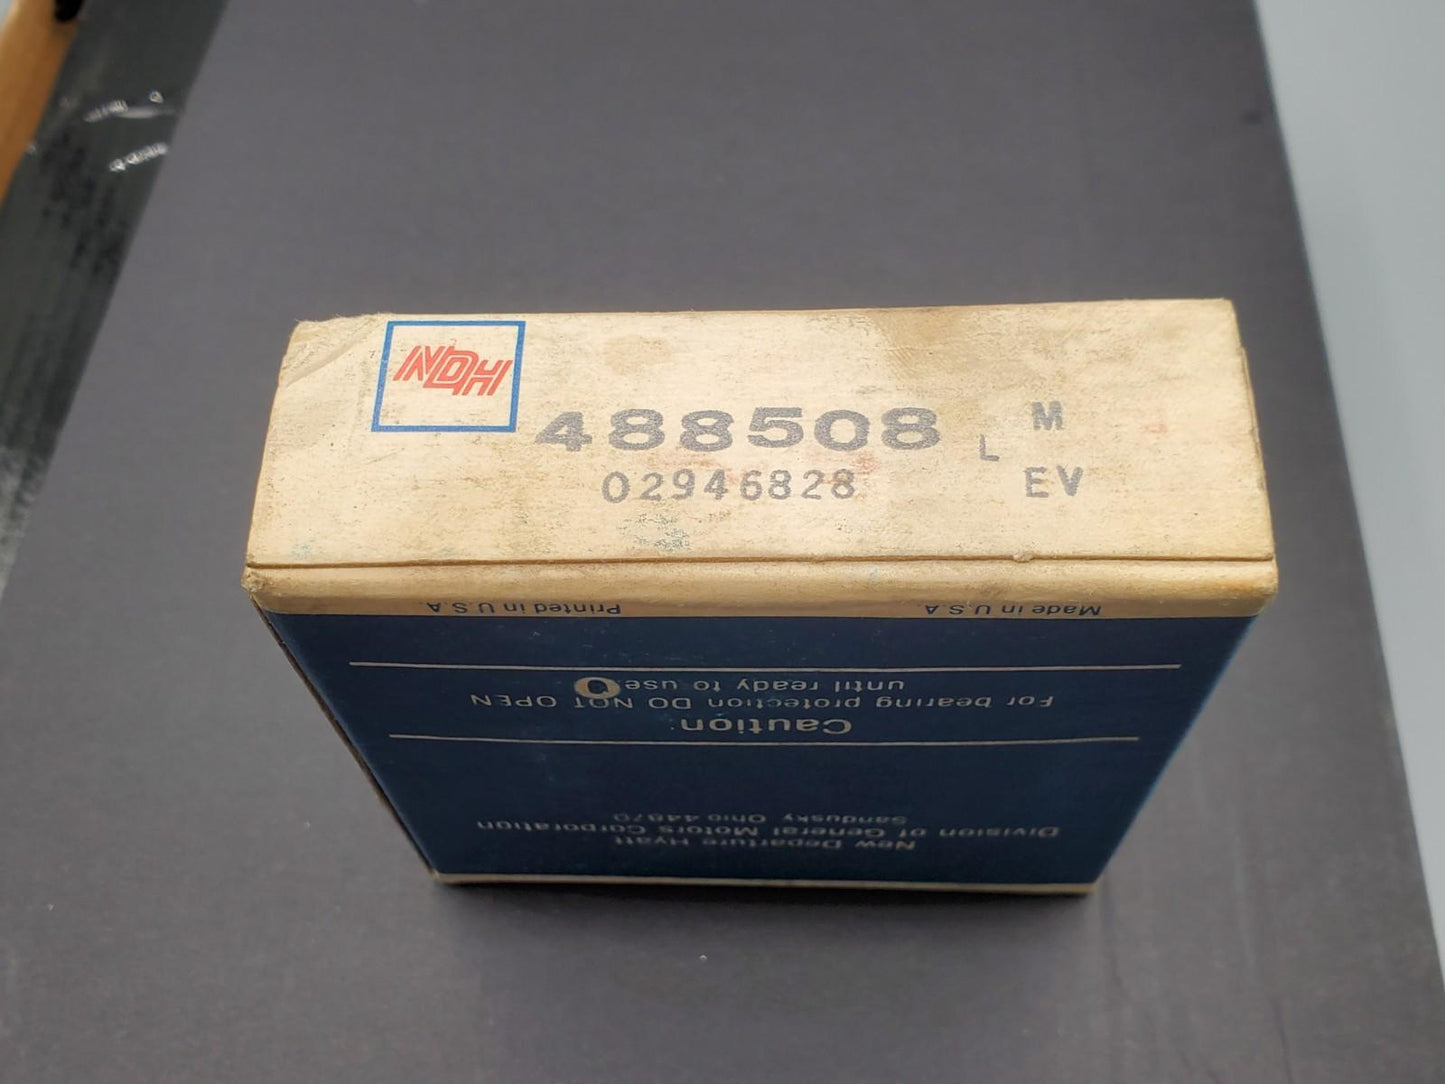 NDH
488508 L M
02946828 EV
Printed in U.S.A.
Made in U.S.A.
New Departure Hyatt
Division of General Motors Corporation
Sandusky Ohio 44870
Caution
For bearing protection DO NOT OPEN
until ready to use.